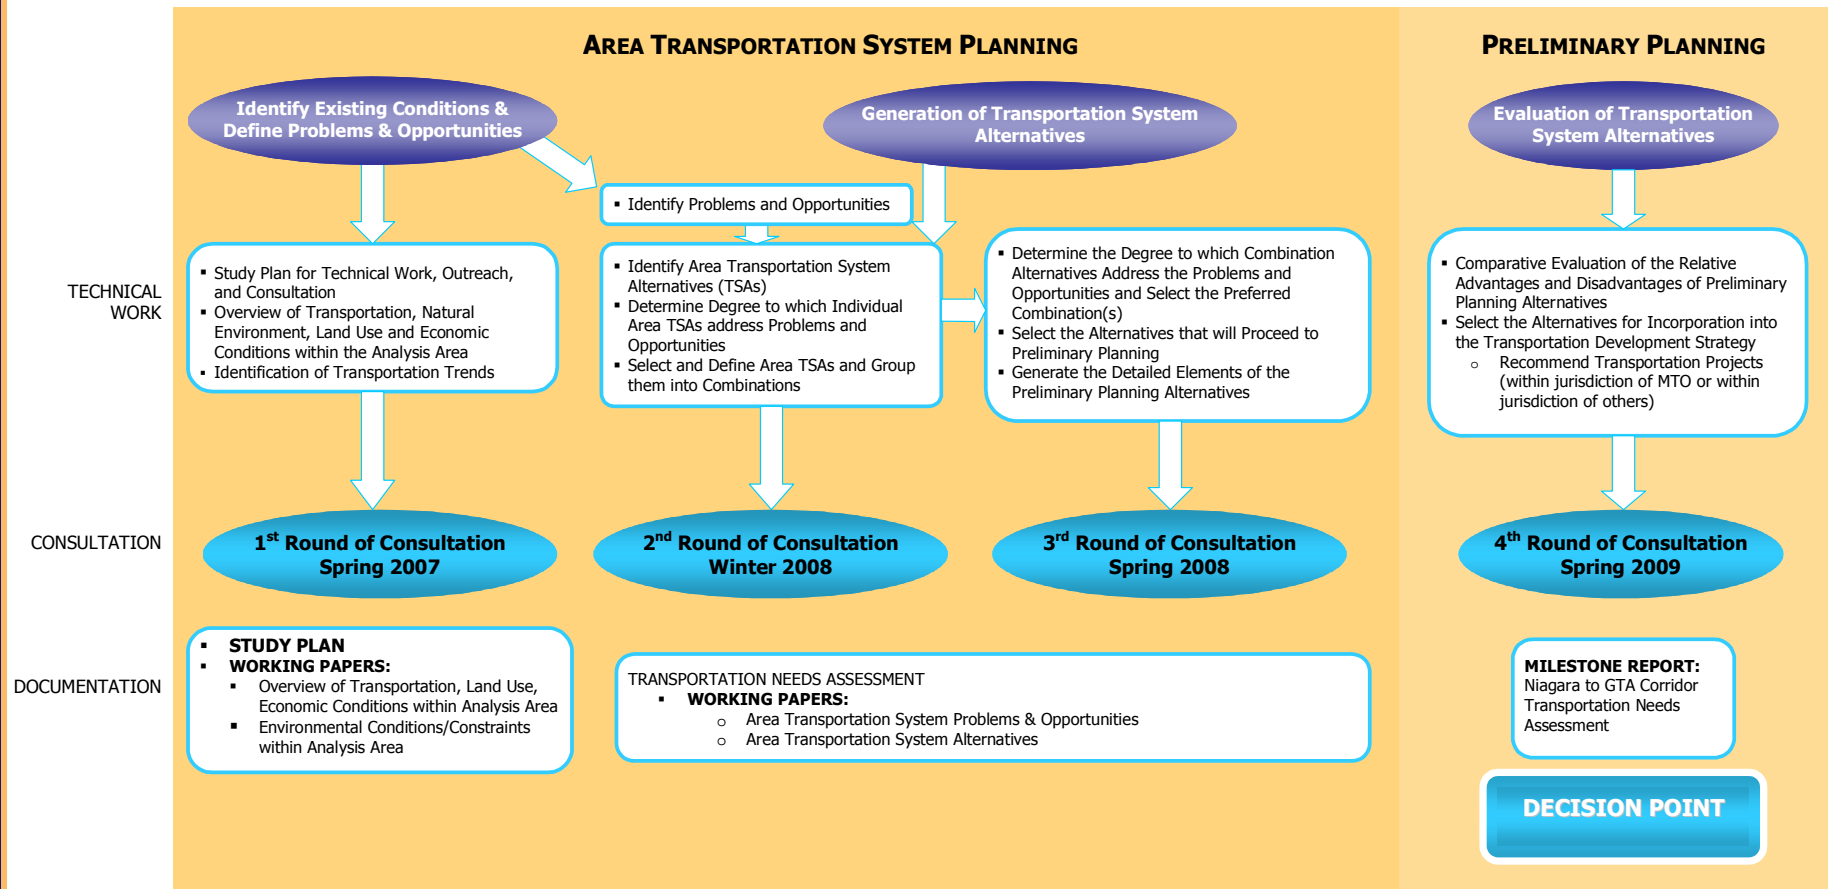 AREA TRANSPORTATION SYSTEM PLANNING
PRELIMINARY PLANNING
Identify Existing Conditions &
Define Problems & Opportunities
Generation of Transportation System
Alternatives
Evaluation of Transportation
System Alternatives
TECHNICAL
WORK
▪ Study Plan for Technical Work, Outreach,
and Consultation
▪ Overview of Transportation, Natural
Environment, Land Use and Economic
Conditions within the Analysis Area
▪ Identification of Transportation Trends
▪ Identify Problems and Opportunities
▪ Identify Area Transportation System
Alternatives (TSAs)
▪ Determine Degree to which Individual
Area TSAs address Problems and
Opportunities
▪ Select and Define Area TSAs and Group
them into Combinations
▪ Determine the Degree to which Combination
Alternatives Address the Problems and
Opportunities and Select the Preferred
Combination(s)
▪ Select the Alternatives that will Proceed to
Preliminary Planning
▪ Generate the Detailed Elements of the
Preliminary Planning Alternatives
▪ Comparative Evaluation of the Relative
Advantages and Disadvantages of Preliminary
Planning Alternatives
▪ Select the Alternatives for Incorporation into
the Transportation Development Strategy
o Recommend Transportation Projects
(within jurisdiction of MTO or within
jurisdiction of others)
CONSULTATION
1st Round of Consultation
Spring 2007
2nd Round of Consultation
Winter 2008
3rd Round of Consultation
Spring 2008
4th Round of Consultation
Spring 2009
DOCUMENTATION
▪ STUDY PLAN
▪ WORKING PAPERS:
▪ Overview of Transportation, Land Use,
Economic Conditions within Analysis Area
▪ Environmental Conditions/Constraints
within Analysis Area
TRANSPORTATION NEEDS ASSESSMENT
▪ WORKING PAPERS:
o Area Transportation System Problems & Opportunities
o Area Transportation System Alternatives
MILESTONE REPORT:
Niagara to GTA Corridor
Transportation Needs
Assessment
DECISION POINT